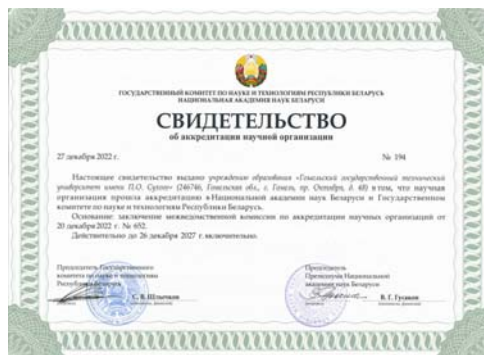 ГОСУДАРСТВЕННЫЙ КОМИТЕТ ПО НАУКЕ И ТЕХНОЛОГИЯМ РЕСПУБЛИКИ БЕЛАРУСЬ
НАЦИОНАЛЬНАЯ АКАДЕМИЯ НАУК БЕЛАРУСИ
СВИДЕТЕЛЬСТВО
об аккредитации научной организации
27 декабря 2022 г. № 194
Настоящее свидетельство выдано учреждению образования «Гомельский государственный технический
университет имени П.О. Сухого» (246746, Гомельская обл., г. Гомель, пр. Октября, д. 48) в том, что научная
организация прошла аккредитацию в Национальной академии наук Беларуси и Государственном
комитете по науке и технологиям Республики Беларусь.
Основание: заключение межведомственной комиссии по аккредитации научных организаций от
20 декабря 2022 г. № 652.
Действительно до 26 декабря 2027 г. включительно.
Председатель Государственного
комитета по науке и технологиям
Республики Беларусь
С. В. Шлычков
Председатель
Президиума Национальной
академии наук Беларуси
В. Г. Гусаков